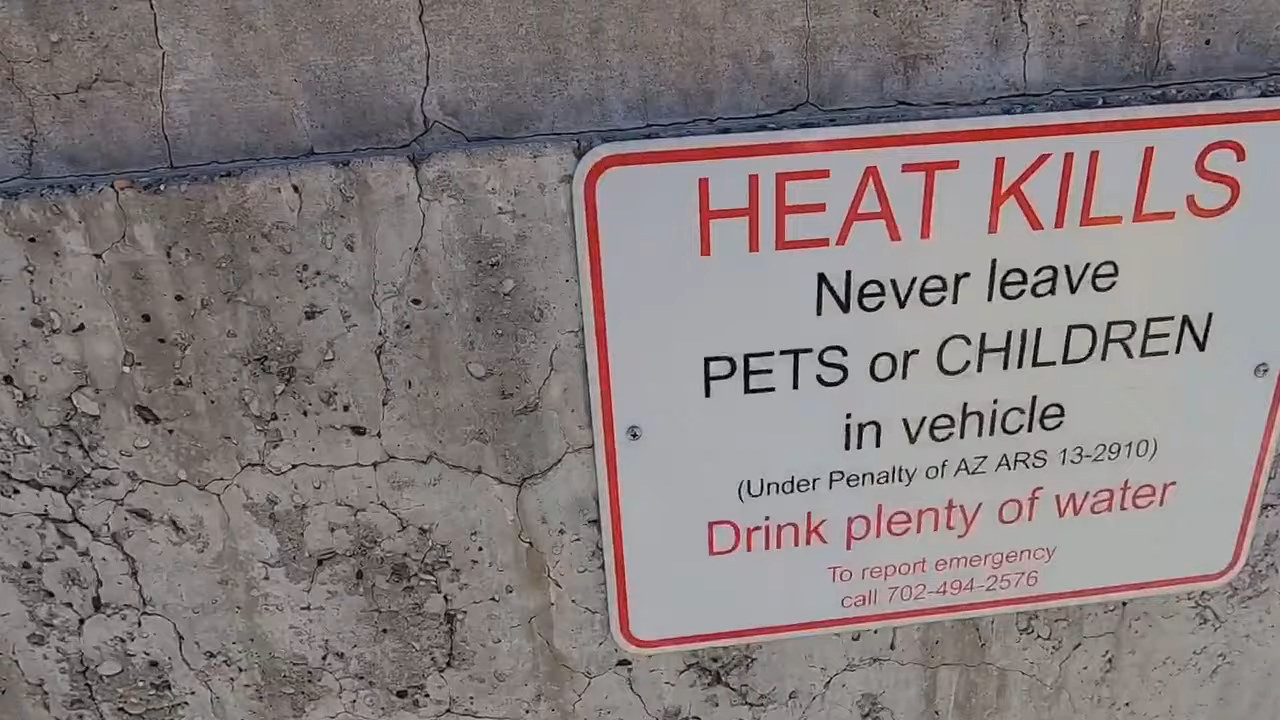 HEAT KILLS
Never leave
PETS or CHILDREN
in vehicle
(Under Penalty of AZ ARS 13-2910)
Drink plenty of water
To report emergency
call 702-494-2576